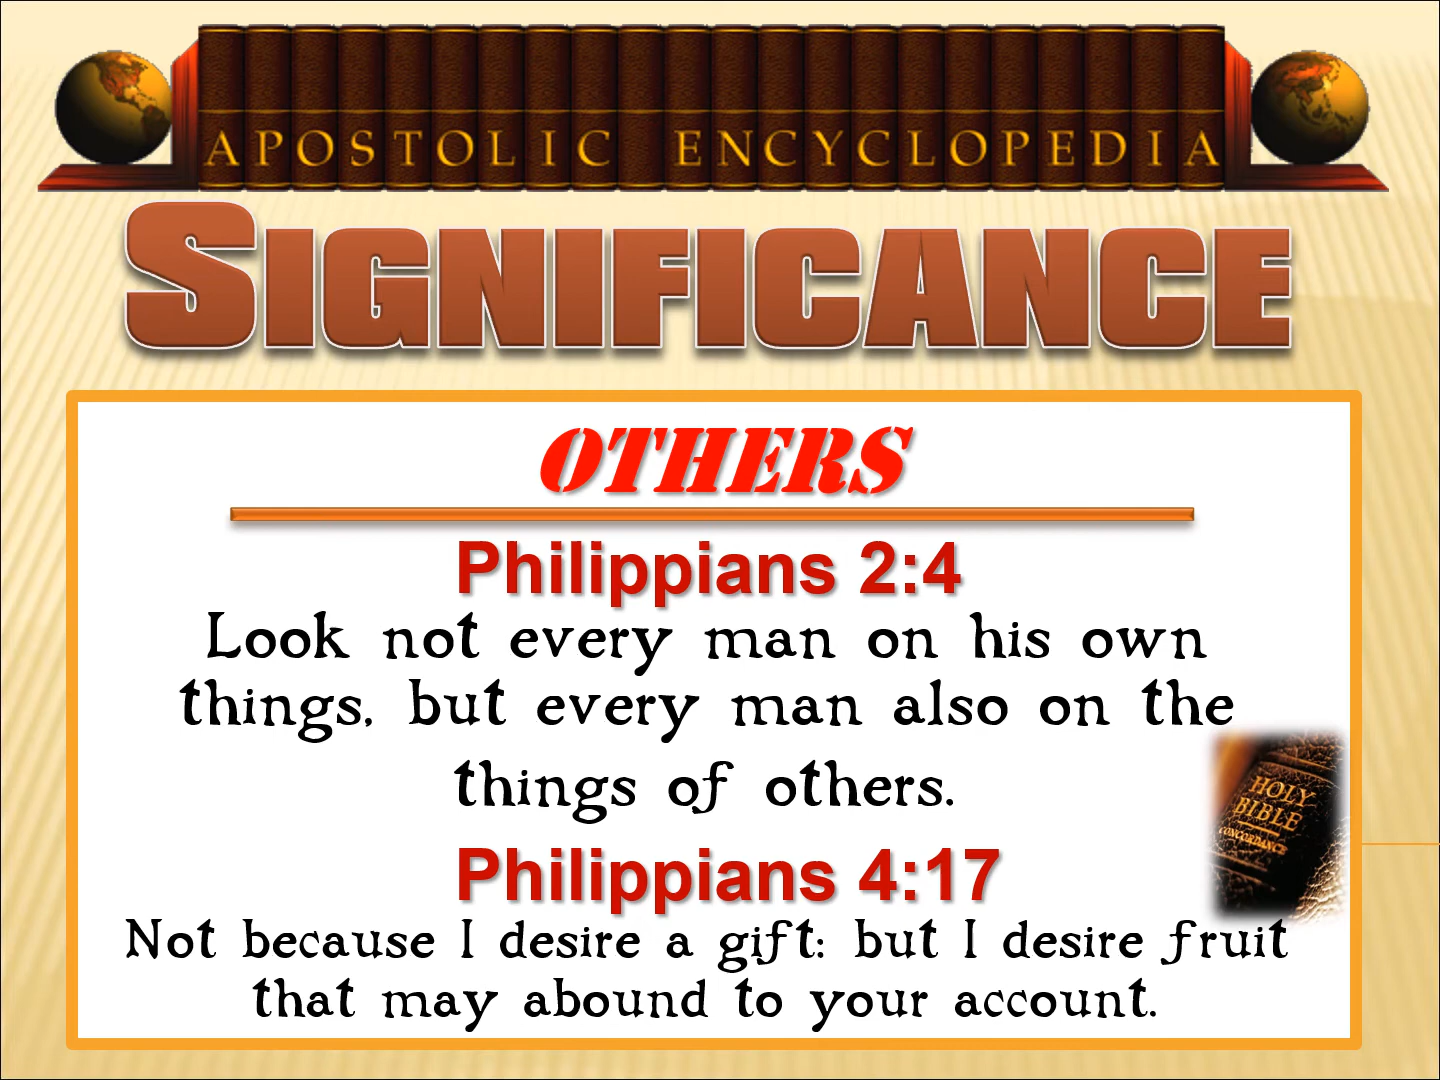 APOSTOLIC ENCYCLOPEDIA
SIGNIFICANCE
OTHERS
Philippians 2:4
Look not every man on his own
things, but every man also on the
things of others.
Philippians 4:17
HOLY
BIBLE
CONCORDANCE
Not because I desire a gift: but I desire fruit
that may abound to your account.